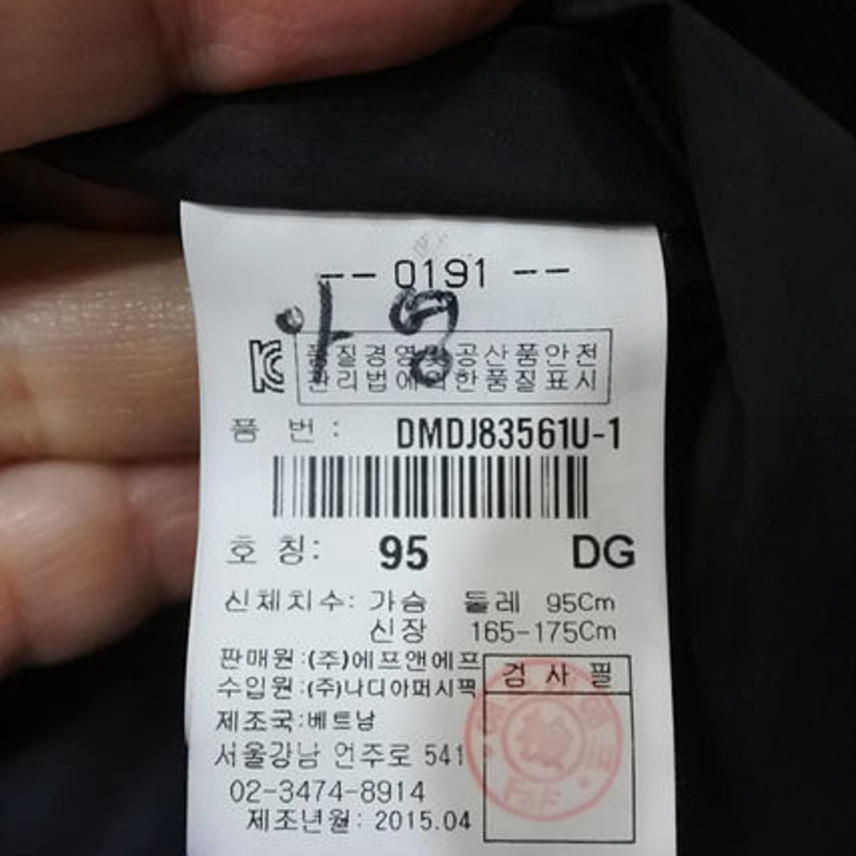 -- 0191 --
품질경영및공산품안전
관리법에의한품질표시
품 번 : DMDJ83561U-1
호 칭: 95 DG
신체치수: 가슴 둘레 95Cm
신장 165-175Cm
판매원:(주)에프앤에프
수입원:(주)나디아퍼시픽
검 사 필
제조국:베트남
서울강남 언주로 541
02-3474-8914
제조년월: 2015.04